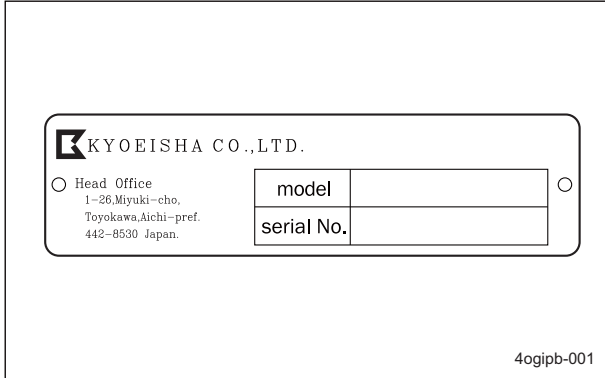 KYOEISHA CO.,LTD.
Head Office
1-26,Miyuki-cho,
Toyokawa,Aichi-pref.
442-8530 Japan.
model
serial No.
4ogipb-001